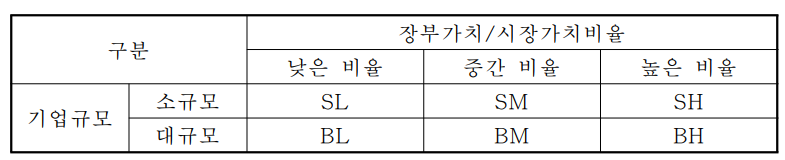 구분
장부가치/시장가치비율
낮은 비율 중간 비율 높은 비율
기업규모
소규모 SL SM SH
대규모 BL BM BH